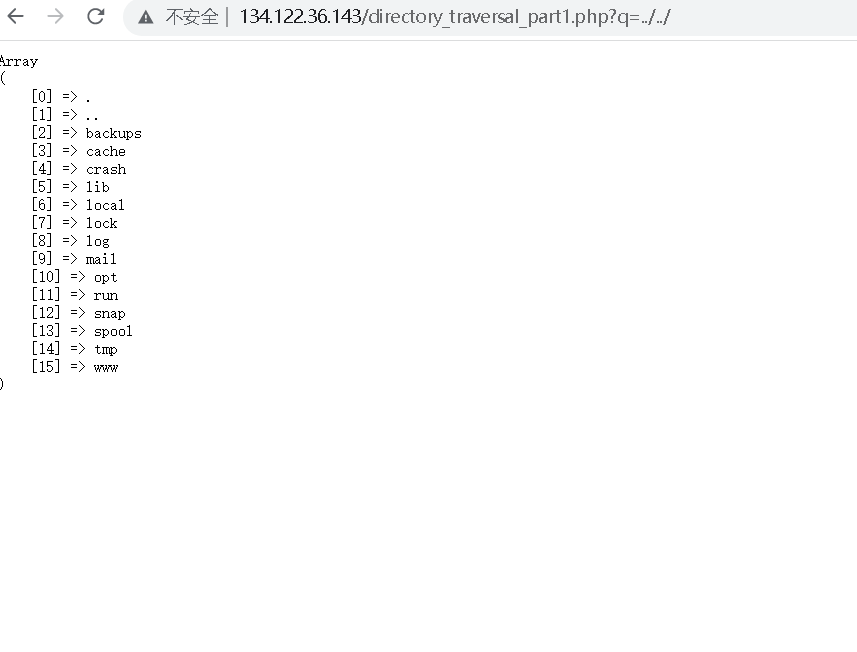 不安全 | 134.122.36.143/directory_traversal_part1.php?q=../../
Array
(
[0] => .
[1] => ..
[2] => backups
[3] => cache
[4] => crash
[5] => lib
[6] => local
[7] => lock
[8] => log
[9] => mail
[10] => opt
[11] => run
[12] => snap
[13] => spool
[14] => tmp
[15] => www
)